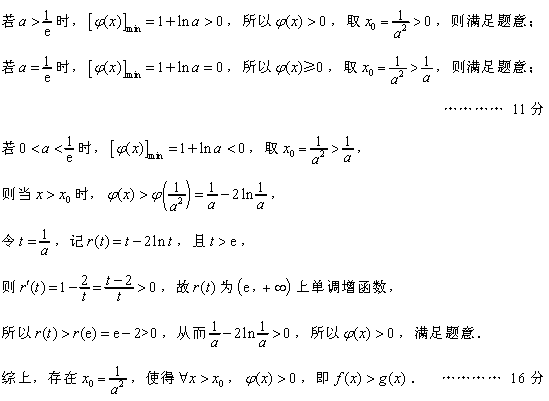 若 a > 1/e 时，[φ(x)]min = 1 + ln a > 0，所以 φ(x) > 0，取 x₀ = 1/a² > 0，则满足题意；
若 a = 1/e 时，[φ(x)]min = 1 + ln a = 0，所以 φ(x) ≥ 0，取 x₀ = 1/a² > 1/a，则满足题意；
………… 11 分
若 0 < a < 1/e 时，[φ(x)]min = 1 + ln a < 0，取 x₀ = 1/a² > 1/a，
则当 x > x₀ 时，φ(x) > φ(1/a²) = 1/a − 2ln 1/a，
令 t = 1/a，记 r(t) = t − 2ln t，且 t > e，
则 r′(t) = 1 − 2/t = (t−2)/t > 0，故 r(t) 为 (e，+∞) 上单调增函数，
所以 r(t) > r(e) = e − 2>0，从而 1/a − 2ln 1/a > 0，所以 φ(x) > 0，满足题意．
综上，存在 x₀ = 1/a²，使得 ∀x > x₀，φ(x) > 0，即 f(x) > g(x)． ………… 16 分